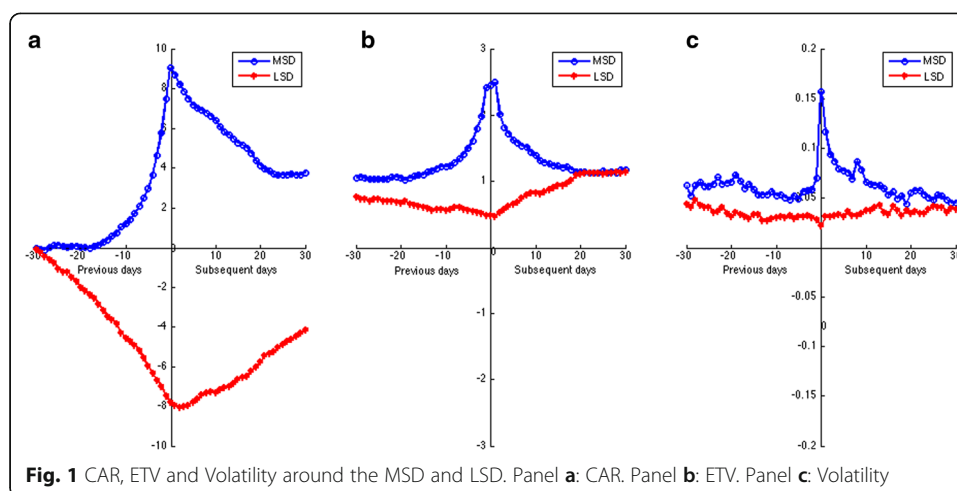 a
b
c
10
8
6
4
2
0
-4
-6
-8
-10
-30
-20
-10
0
10
20
30
Previous days
Subsequent days
MSD
LSD
3
1
-1
-2
-3
-30
-20
-10
0
10
20
30
Previous days
Subsequent days
MSD
LSD
0.2
0.15
0.1
0.05
-0.05
0
-0.1
-0.15
-0.2
-30
-20
-10
0
10
20
30
Previous days
Subsequent days
MSD
LSD
Fig. 1 CAR, ETV and Volatility around the MSD and LSD. Panel a: CAR. Panel b: ETV. Panel c: Volatility